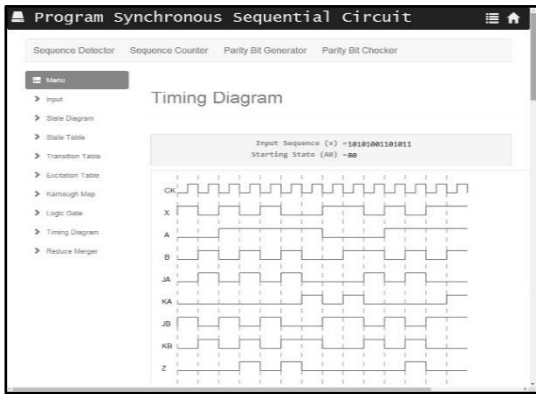 Program Synchronous Sequential Circuit
Sequence Detector Sequence Counter Parity Bit Generator Parity Bit Checker
Menu
Input
State Diagram
State Table
Transition Table
Excitation Table
Karnaugh Map
Logic Gate
Timing Diagram
Reduce Merger
Timing Diagram
Input Sequence (x) =10101001101011
Starting State (AB) =00
CK
X
A
B
JA
KA
JB
KB
Z